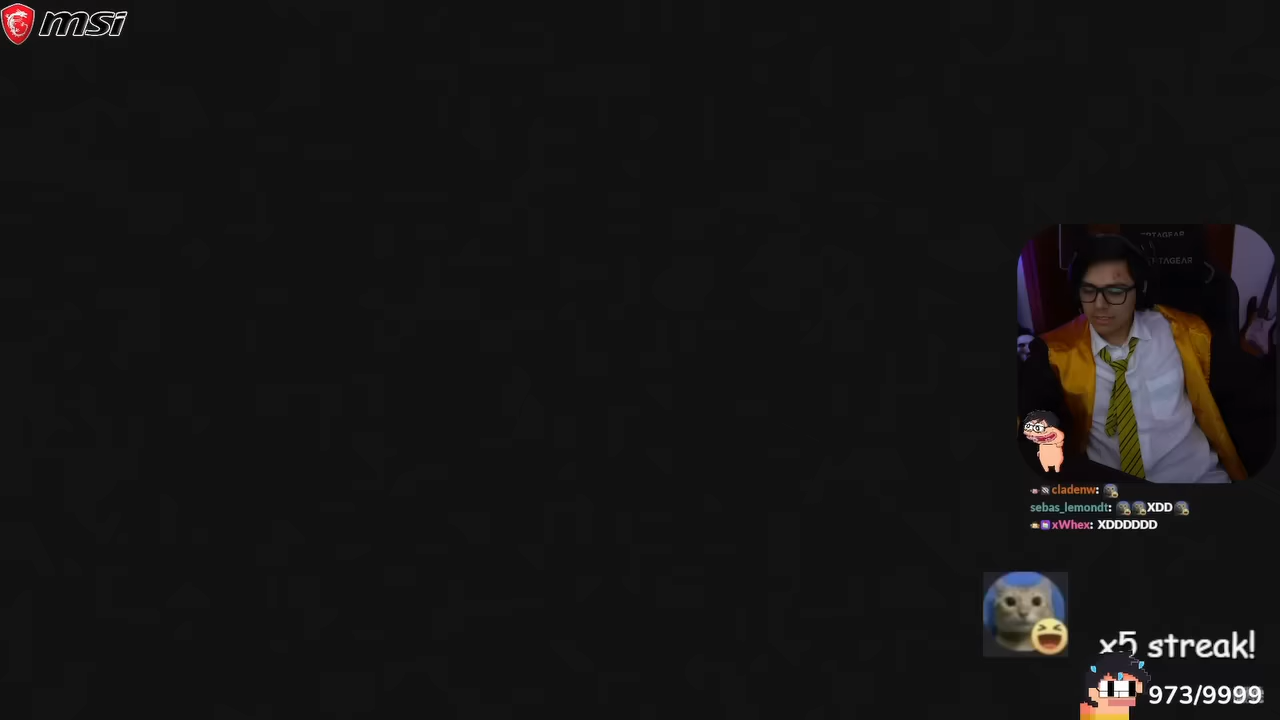 msi
cladenw:
sebas_lemondt: XDD
xWhex: XDDDDDD
x5 streak!
973/9999